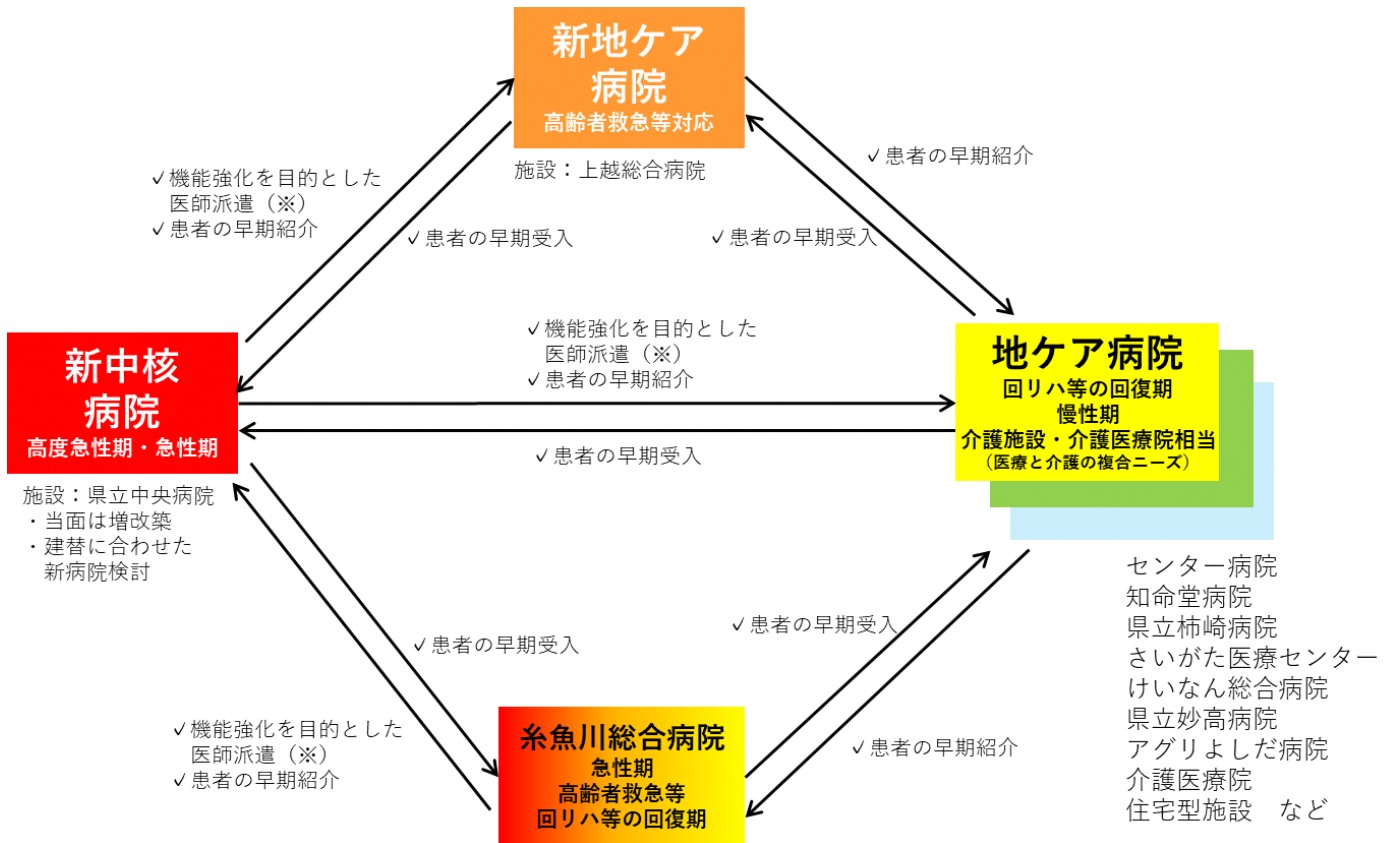 新地ケア
病院
高齢者救急等対応
施設：上越総合病院
✓患者の早期紹介
✓機能強化を目的とした
医師派遣（※）
✓患者の早期紹介
✓患者の早期受入
✓患者の早期受入
✓機能強化を目的とした
医師派遣（※）
✓患者の早期紹介
新中核
病院
高度急性期・急性期
施設：県立中央病院
・当面は増改築
・建替に合わせた
新病院検討
地ケア病院
回リハ等の回復期
慢性期
介護施設・介護医療院相当
（医療と介護の複合ニーズ）
✓患者の早期受入
センター病院
知命堂病院
県立柿崎病院
さいがた医療センター
けいなん総合病院
県立妙高病院
アグリよしだ病院
介護医療院
住宅型施設　など
✓患者の早期受入
✓患者の早期受入
✓機能強化を目的とした
医師派遣（※）
✓患者の早期紹介
✓患者の早期紹介
糸魚川総合病院
急性期
高齢者救急等
回リハ等の回復期